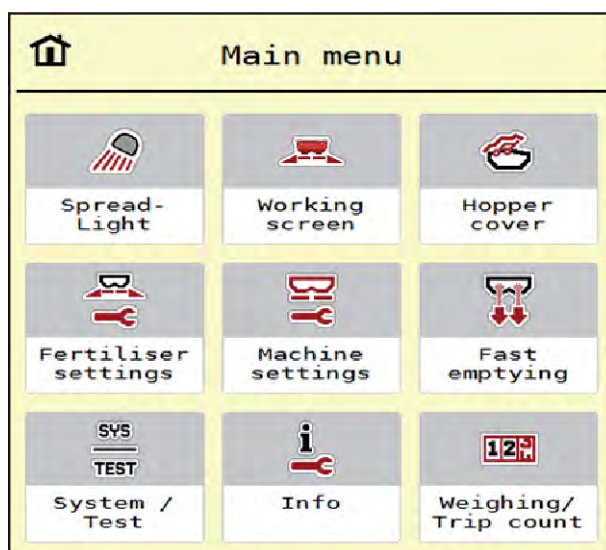 Main menu
Spread-
Light
Working
screen
Hopper
cover
Fertiliser
settings
Machine
settings
Fast
emptying
SYS
TEST
System /
Test
i
Info
123
Weighing/
Trip count